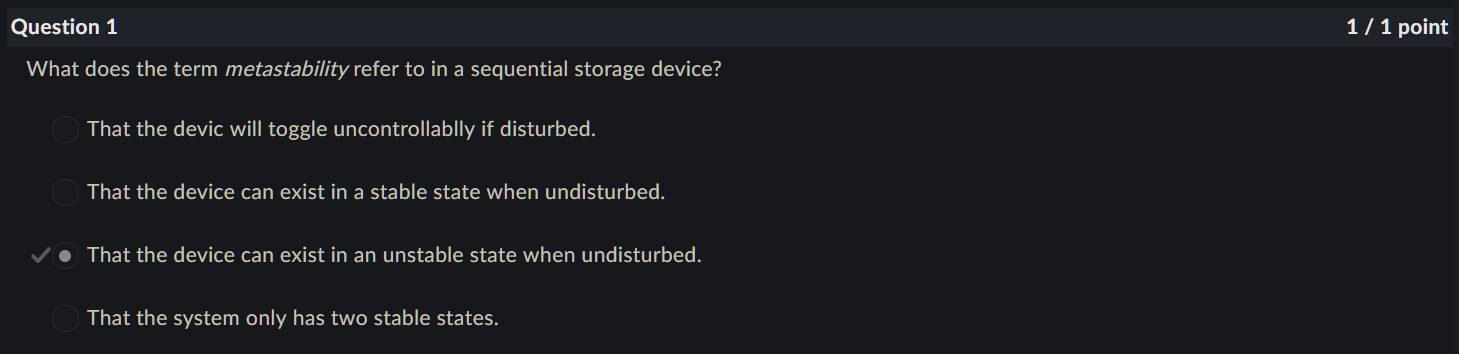 Question 1 1 / 1 point
What does the term metastability refer to in a sequential storage device?
That the devic will toggle uncontrollablly if disturbed.
That the device can exist in a stable state when undisturbed.
That the device can exist in an unstable state when undisturbed.
That the system only has two stable states.